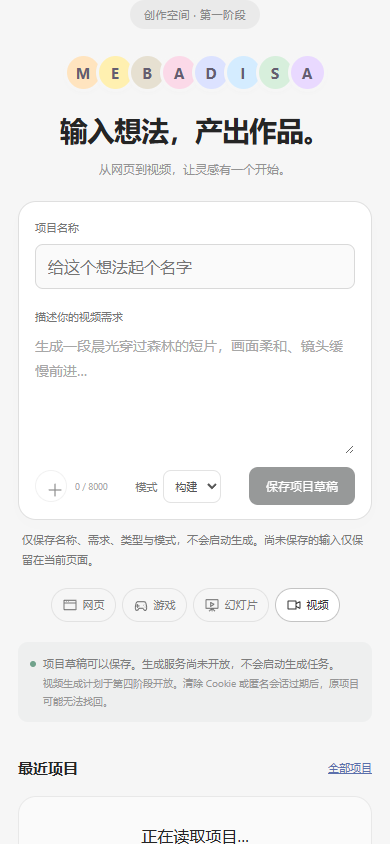 创作空间 · 第一阶段
M E B A D I S A
输入想法，产出作品。
从网页到视频，让灵感有一个开始。
项目名称
给这个想法起个名字
描述你的视频需求
生成一段晨光穿过森林的短片，画面柔和、镜头缓
慢前进...
0 / 8000 模式 构建 保存项目草稿
仅保存名称、需求、类型与模式，不会启动生成。尚未保存的输入仅保
留在当前页面。
网页 游戏 幻灯片 视频
项目草稿可以保存。生成服务尚未开放，不会启动生成任务。
视频生成计划于第四阶段开放。清除 Cookie 或匿名会话过期后，原项目
可能无法找回。
最近项目 全部项目
正在读取项目...